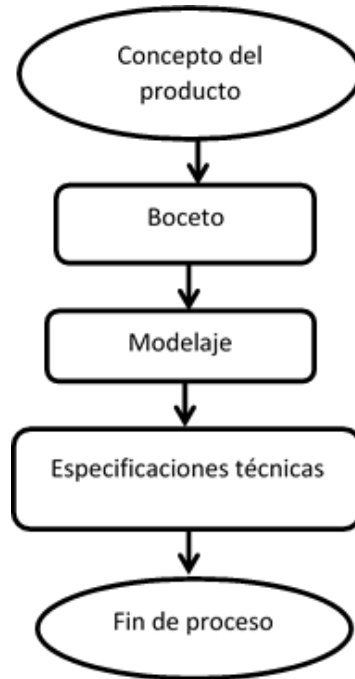 Concepto del
producto
Boceto
Modelaje
Especificaciones técnicas
Fin de proceso